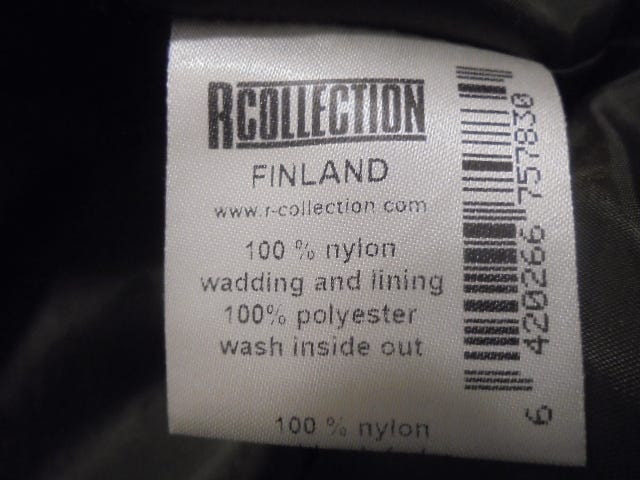 RCOLLECTION
FINLAND
www.r-collection.com
100 % nylon
wadding and lining
100% polyester
wash inside out
100 % nylon
6 420266 757830